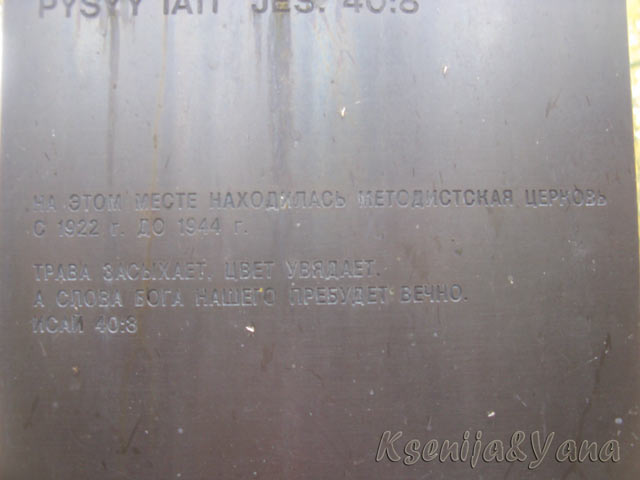 PYSYY IÄTI JES. 40:8
НА ЭТОМ МЕСТЕ НАХОДИЛАСЬ МЕТОДИСТСКАЯ ЦЕРКОВЬ
С 1922 г. ДО 1944 г.
ТРАВА ЗАСЫХАЕТ, ЦВЕТ УВЯДАЕТ,
А СЛОВА БОГА НАШЕГО ПРЕБУДЕТ ВЕЧНО.
ИСАЙ 40:8
Ksenija&Yana